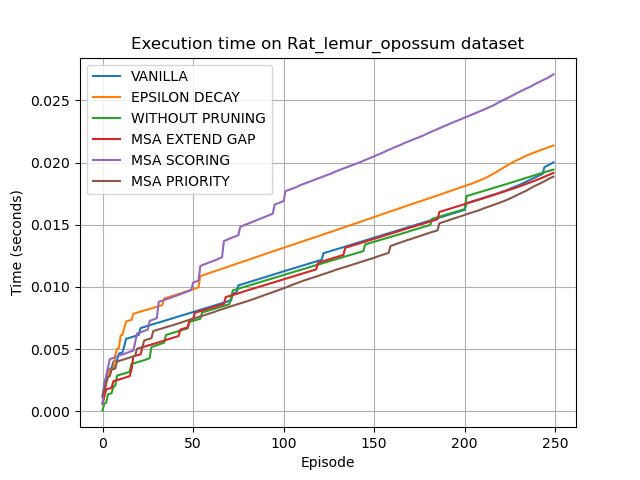 Execution time on Rat_lemur_opossum dataset
VANILLA
EPSILON DECAY
WITHOUT PRUNING
MSA EXTEND GAP
MSA SCORING
MSA PRIORITY
Time (seconds)
0.025
0.020
0.015
0.010
0.005
0.000
0 50 100 150 200 250
Episode